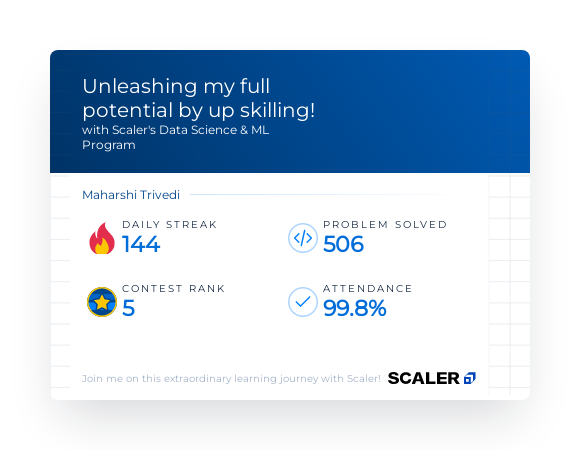 Unleashing my full
potential by up skilling!
with Scaler's Data Science & ML
Program
Maharshi Trivedi
DAILY STREAK
144
PROBLEM SOLVED
506
CONTEST RANK
5
ATTENDANCE
99.8%
Join me on this extraordinary learning journey with Scaler! SCALER